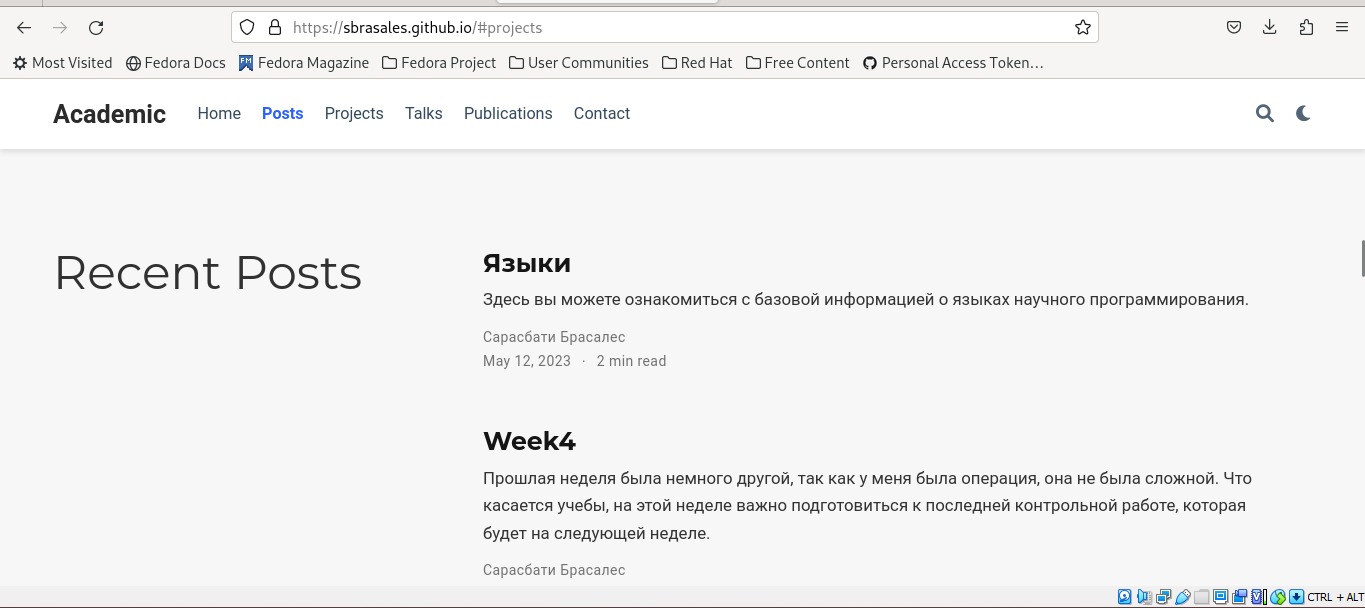 https://sbrasales.github.io/#projects
Most Visited Fedora Docs FM Fedora Magazine Fedora Project User Communities Red Hat Free Content Personal Access Token…
Academic Home Posts Projects Talks Publications Contact
Recent Posts
Языки
Здесь вы можете ознакомиться с базовой информацией о языках научного программирования.
Сарасбати Брасалес
May 12, 2023 · 2 min read
Week4
Прошлая неделя была немного другой, так как у меня была операция, она не была сложной. Что
касается учебы, на этой неделе важно подготовиться к последней контрольной работе, которая
будет на следующей неделе.
Сарасбати Брасалес
CTRL + ALT